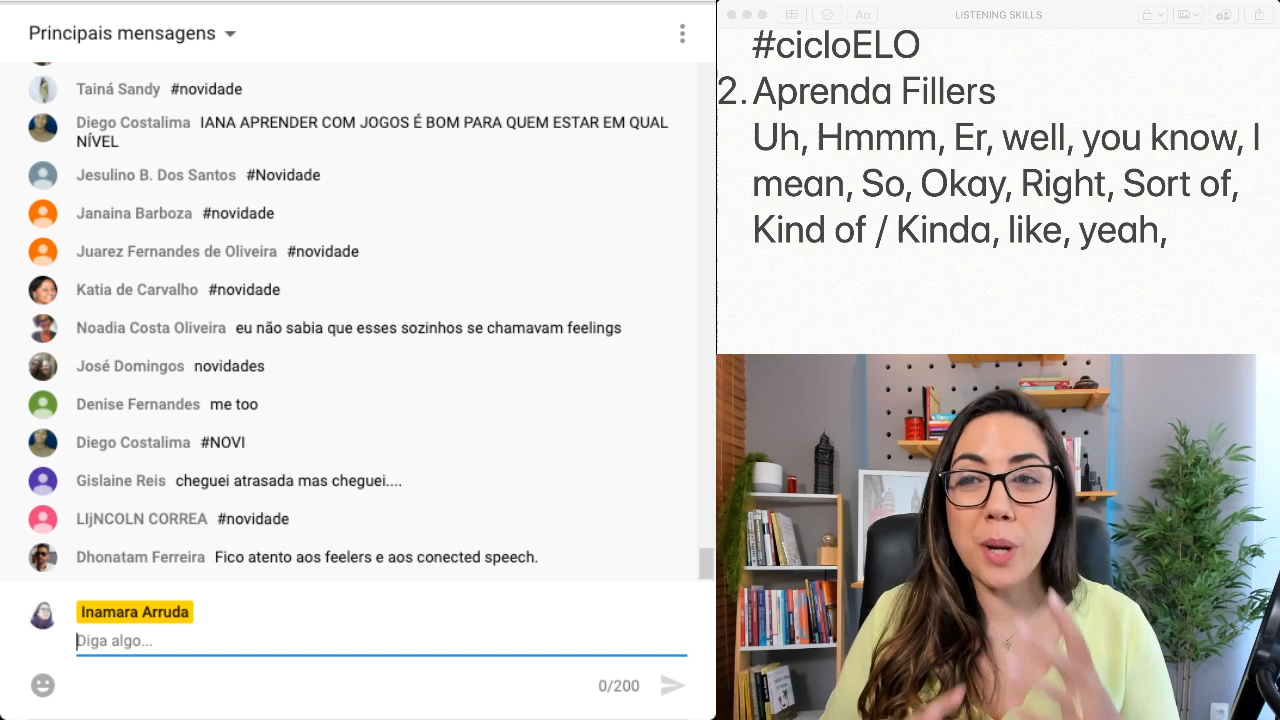 Principais mensagens
Tainá Sandy #novidade
Diego Costalima IANA APRENDER COM JOGOS É BOM PARA QUEM ESTAR EM QUAL
NÍVEL
Jesulino B. Dos Santos #Novidade
Janaina Barboza #novidade
Juarez Fernandes de Oliveira #novidade
Katia de Carvalho #novidade
Noadia Costa Oliveira eu não sabia que esses sozinhos se chamavam feelings
José Domingos novidades
Denise Fernandes me too
Diego Costalima #NOVI
Gislaine Reis cheguei atrasada mas cheguei....
LIjNCOLN CORREA #novidade
Dhonatam Ferreira Fico atento aos feelers e aos conected speech.
Inamara Arruda
Diga algo...
0/200
Aa
LISTENING SKILLS
#cicloELO
2. Aprenda Fillers
Uh, Hmmm, Er, well, you know, I
mean, So, Okay, Right, Sort of,
Kind of / Kinda, like, yeah,